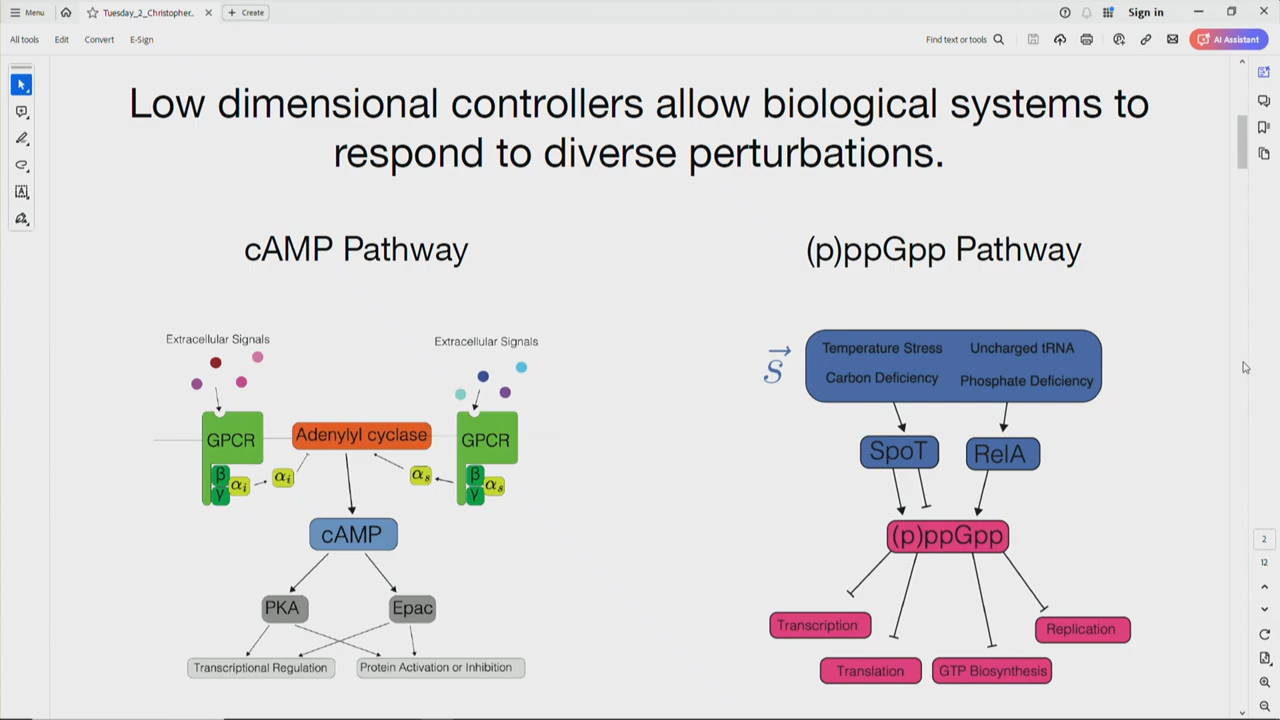 Menu
Tuesday_2_Christopher...
Create
Sign in
All tools
Edit
Convert
E-Sign
Find text or tools
AI Assistant
Low dimensional controllers allow biological systems to
respond to diverse perturbations.
cAMP Pathway
Extracellular Signals
Extracellular Signals
GPCR
Adenylyl cyclase
GPCR
β
γ
αi
αi
αs
β
γ
αs
cAMP
PKA
Epac
Transcriptional Regulation
Protein Activation or Inhibition
(p)ppGpp Pathway
s
Temperature Stress
Uncharged tRNA
Carbon Deficiency
Phosphate Deficiency
SpoT
RelA
(p)ppGpp
Transcription
Replication
Translation
GTP Biosynthesis
2
12